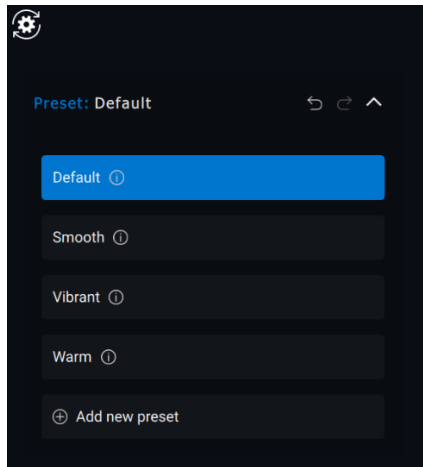 Preset: Default
Default
Smooth
Vibrant
Warm
Add new preset